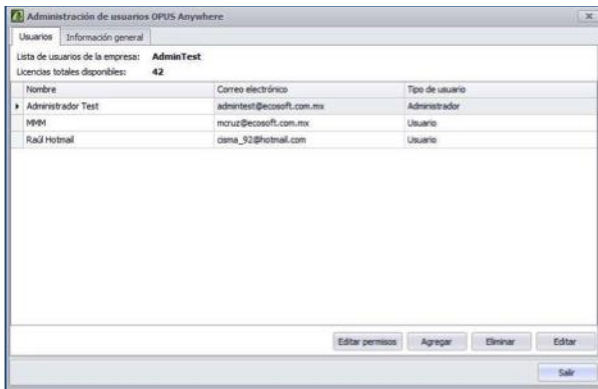 Administración de usuarios OPUS Anywhere
Usuarios Información general
Lista de usuarios de la empresa: AdminTest
Licencias totales disponibles: 42
Nombre Correo electrónico Tipo de usuario
Administrador Test admintest@ecosoft.com.mx Administrador
MMM mcruz@ecosoft.com.mx Usuario
Raúl Hotmail cisma_92@hotmail.com Usuario
Editar permisos Agregar Eliminar Editar
Salir